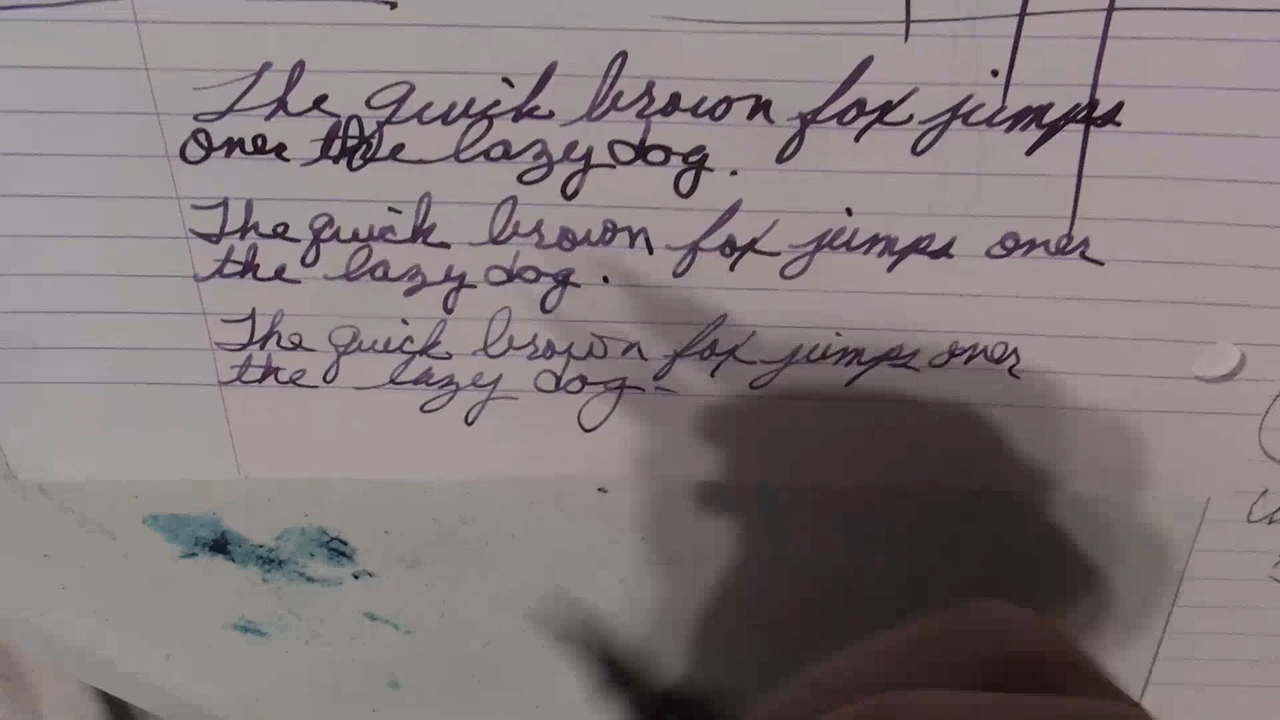 The quick brown fox jumps
over the lazy dog.
The quick brown fox jumps over
the lazy dog.
The quick brown fox jumps over
the lazy dog-